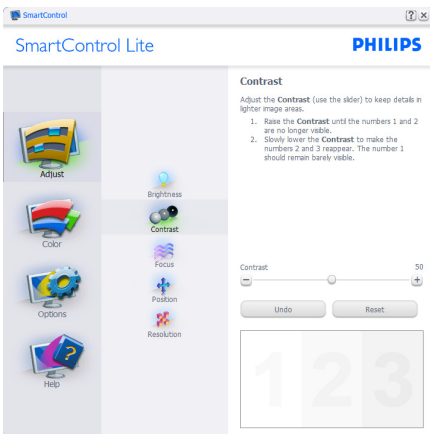 SmartControl
SmartControl Lite
PHILIPS
Adjust
Color
Options
Help
Brightness
Contrast
Focus
Position
Resolution
Contrast
Adjust the Contrast (use the slider) to keep details in
lighter image areas.
1. Raise the Contrast until the numbers 1 and 2
are no longer visible.
2. Slowly lower the Contrast to make the
numbers 2 and 3 reappear. The number 1
should remain barely visible.
Contrast 50
Undo Reset
1 2 3